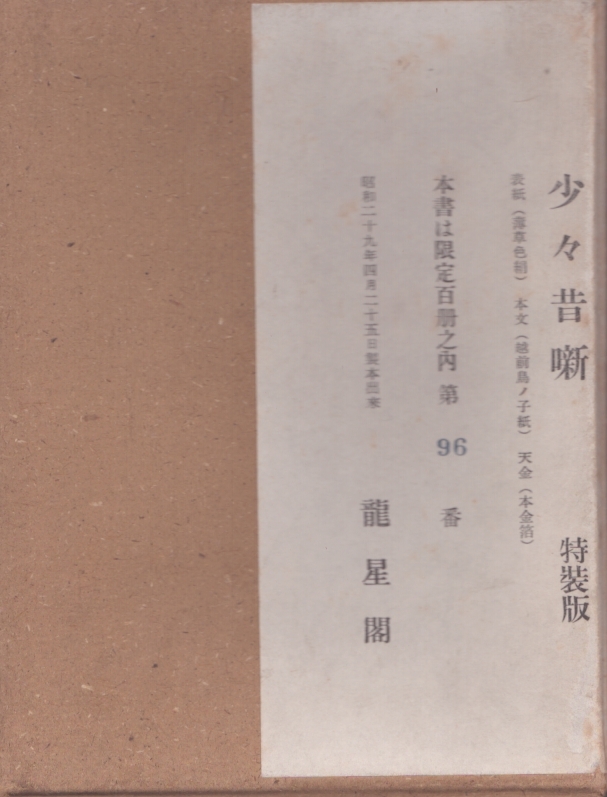 少々昔噺 特装版
表紙（薄草色絹） 本文（越前鳥ノ子紙） 天金（本金箔）
本書は限定百册之内 第 96 番
昭和二十九年四月二十五日製本出来
龍星閣